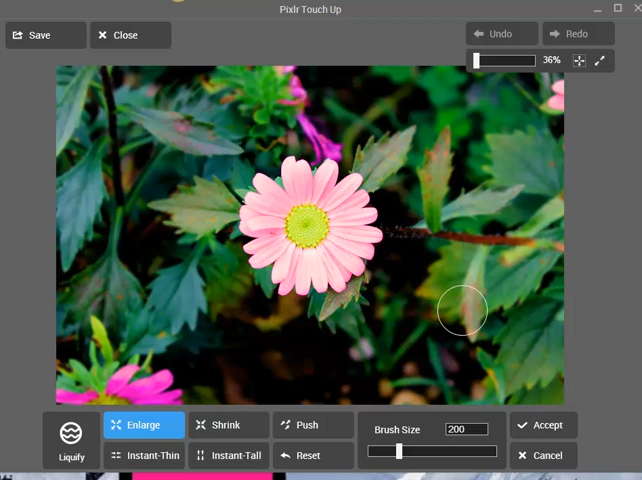 Pixlr Touch Up
Save
Close
Undo
Redo
36%
Liquify
Enlarge
Shrink
Push
Instant-Thin
Instant-Tall
Reset
Brush Size
200
Accept
Cancel